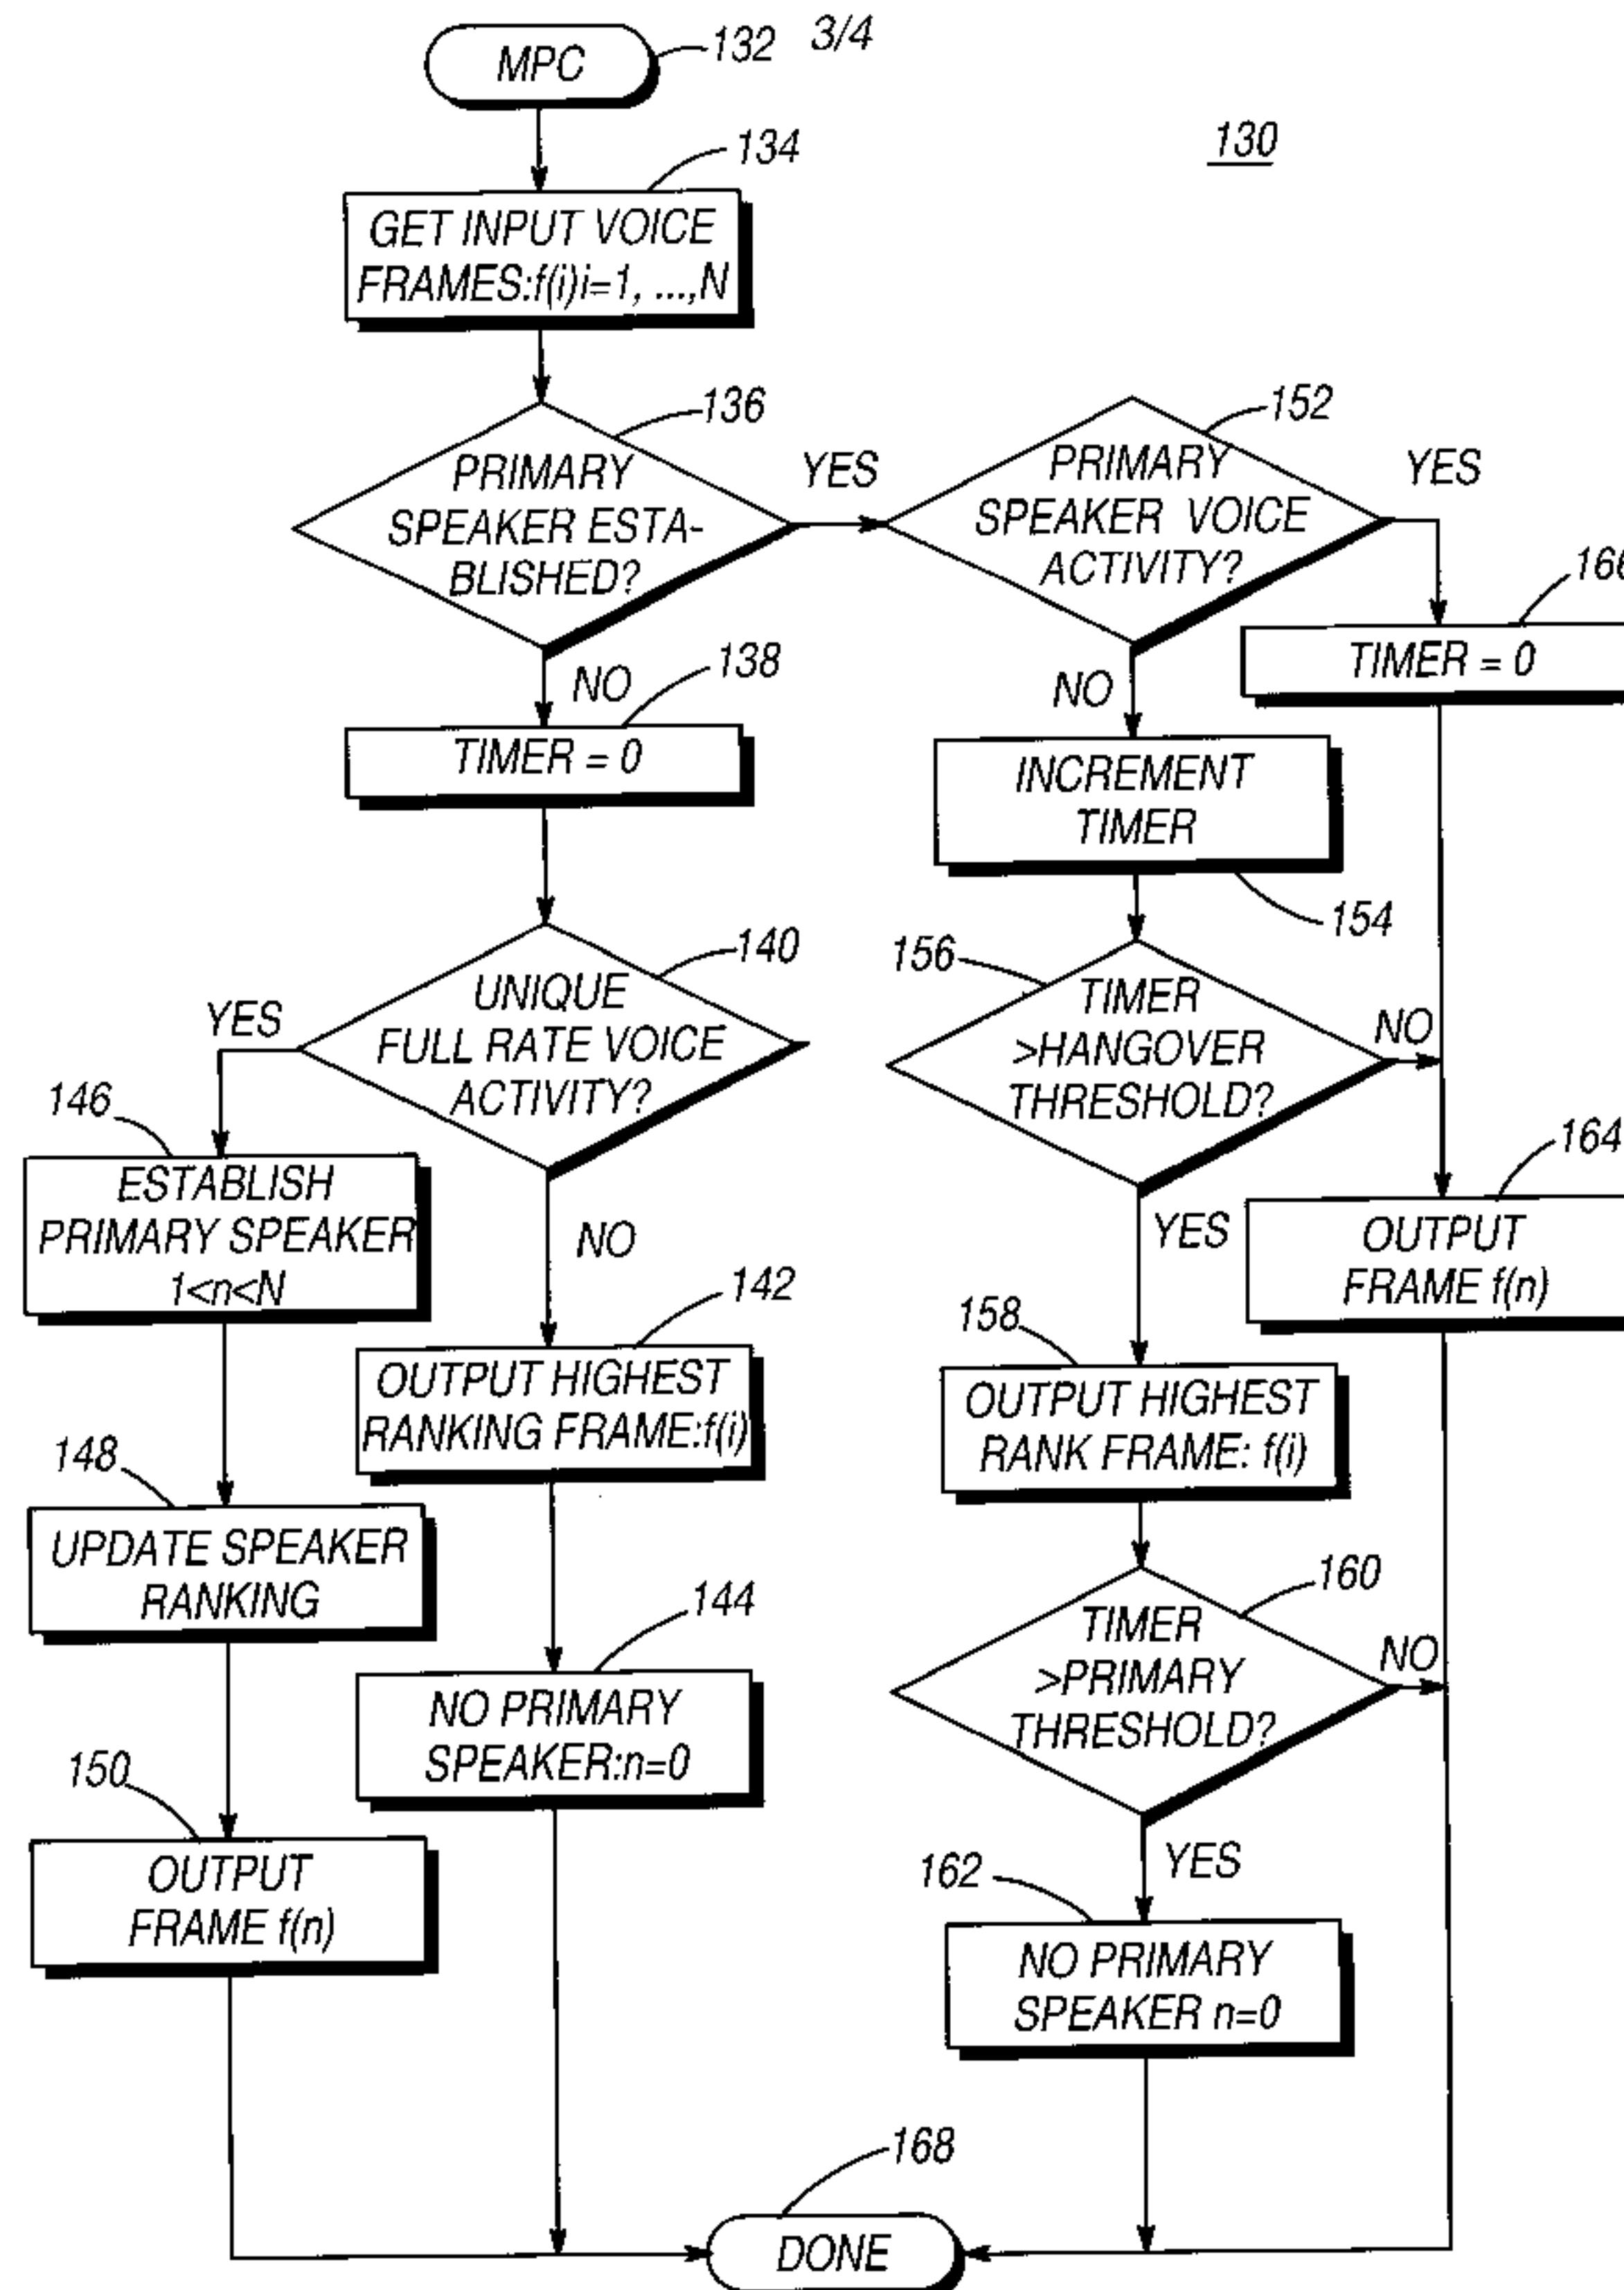 MPC
132
3/4
130
134
GET INPUT VOICE
FRAMES:f(i)i=1, ...,N
136
PRIMARY
SPEAKER ESTA-
BLISHED?
YES
NO
152
PRIMARY
SPEAKER VOICE
ACTIVITY?
YES
NO
166
TIMER = 0
138
TIMER = 0
INCREMENT
TIMER
154
140
UNIQUE
FULL RATE VOICE
ACTIVITY?
YES
NO
156
TIMER
>HANGOVER
THRESHOLD?
NO
YES
146
ESTABLISH
PRIMARY SPEAKER
1<n<N
164
OUTPUT
FRAME f(n)
142
OUTPUT HIGHEST
RANKING FRAME:f(i)
158
OUTPUT HIGHEST
RANK FRAME: f(i)
148
UPDATE SPEAKER
RANKING
144
NO PRIMARY
SPEAKER:n=0
160
TIMER
>PRIMARY
THRESHOLD?
NO
YES
150
OUTPUT
FRAME f(n)
162
NO PRIMARY
SPEAKER n=0
168
DONE